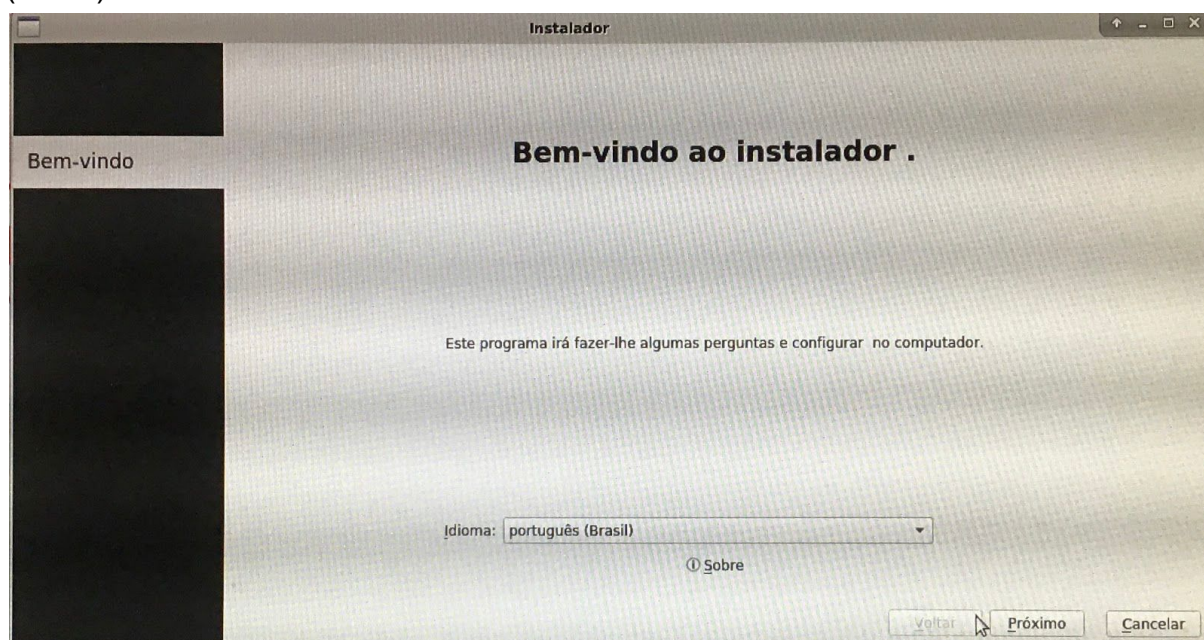 Instalador
Bem-vindo
Bem-vindo ao instalador .
Este programa irá fazer-lhe algumas perguntas e configurar  no computador.
Idioma: português (Brasil)
Sobre
Voltar Próximo Cancelar